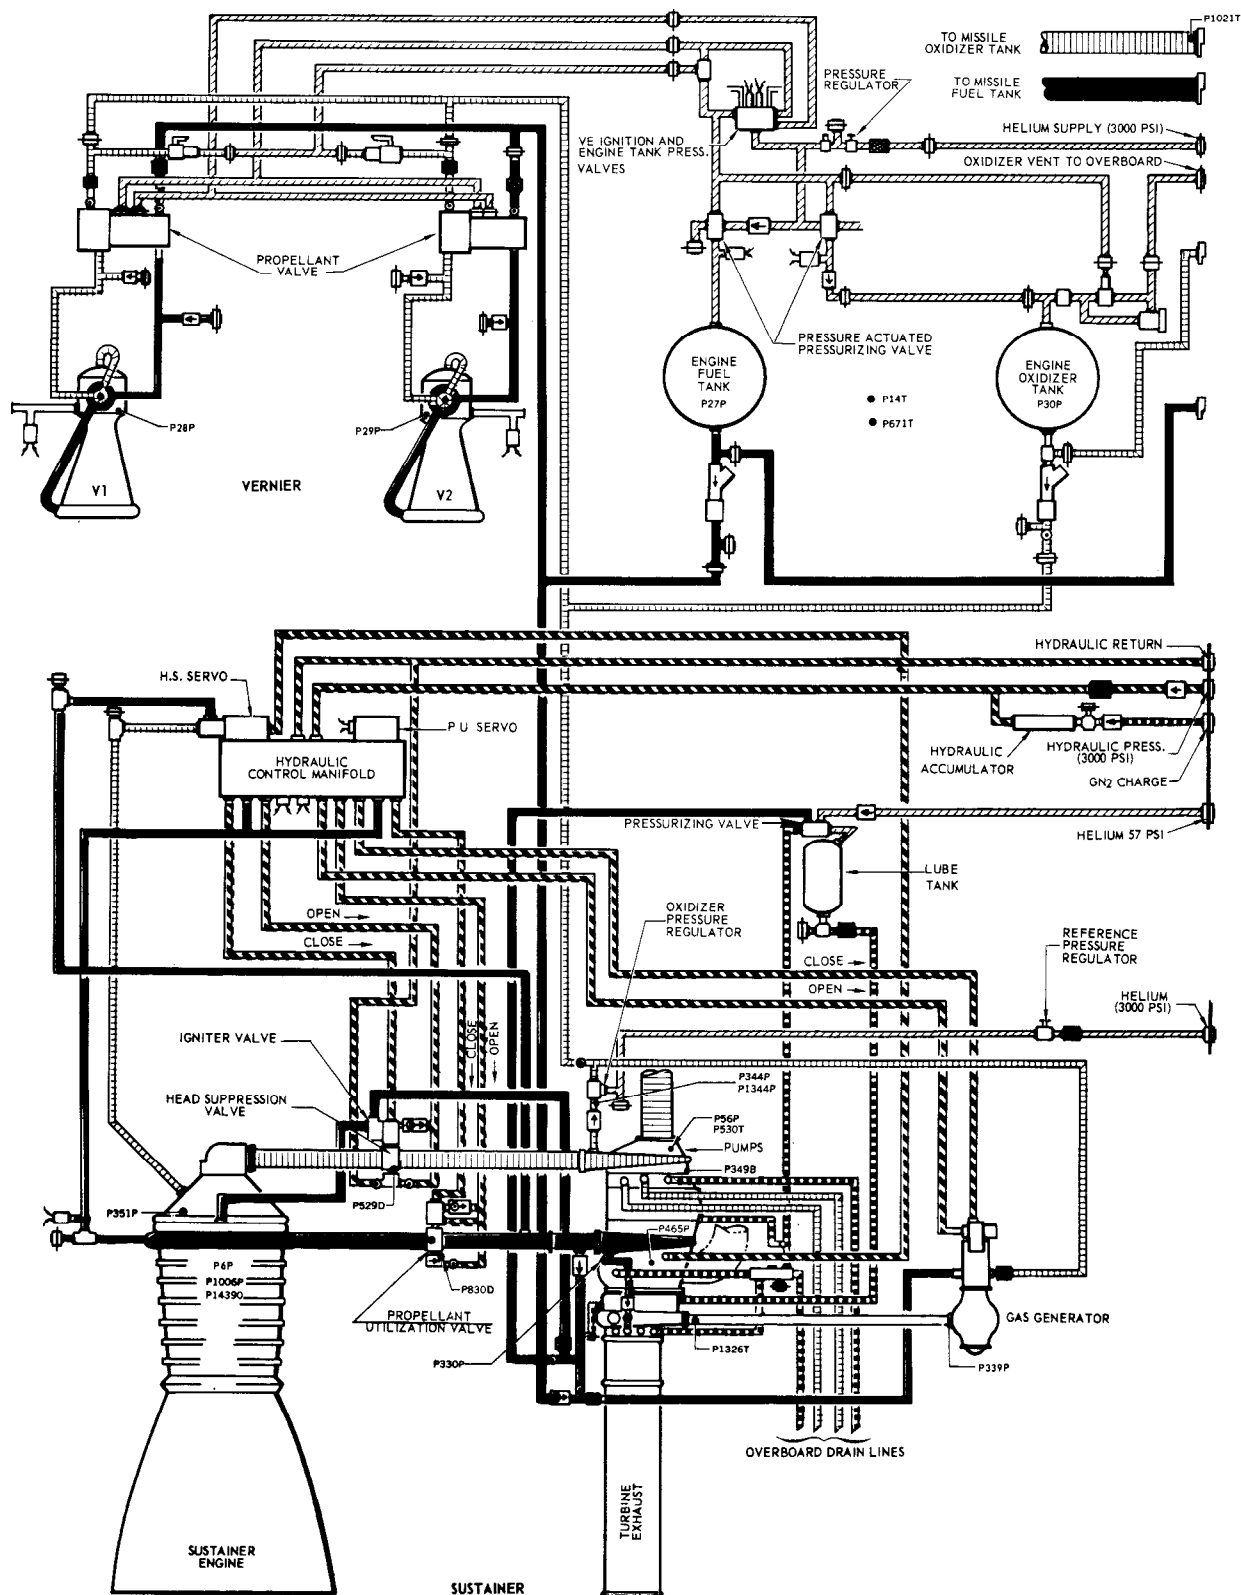 P1021T
TO MISSILE
OXIDIZER TANK
TO MISSILE
FUEL TANK
PRESSURE
REGULATOR
HELIUM SUPPLY (3000 PSI)
OXIDIZER VENT TO OVERBOARD
VE IGNITION AND
ENGINE TANK PRESS.
VALVES
PROPELLANT
VALVE
PRESSURE ACTUATED
PRESSURIZING VALVE
ENGINE
FUEL
TANK
P27P
ENGINE
OXIDIZER
TANK
P30P
P14T
P671T
P28P
P29P
V1
VERNIER
V2
HYDRAULIC RETURN
H.S. SERVO
P U SERVO
HYDRAULIC
CONTROL MANIFOLD
HYDRAULIC
ACCUMULATOR
HYDRAULIC PRESS.
(3000 PSI)
GN2 CHARGE
PRESSURIZING VALVE
HELIUM 57 PSI
LUBE
TANK
OPEN
CLOSE
OXIDIZER
PRESSURE
REGULATOR
CLOSE
OPEN
REFERENCE
PRESSURE
REGULATOR
HELIUM
(3000 PSI)
IGNITER VALVE
CLOSE
OPEN
HEAD SUPPRESSION
VALVE
P344P
P1344P
P56P
P530T
PUMPS
P349B
P529D
P351P
P465P
P6P
P1006P
P1439O
P830D
PROPELLANT
UTILIZATION VALVE
P330P
P1326T
GAS GENERATOR
P339P
OVERBOARD DRAIN LINES
TURBINE
EXHAUST
SUSTAINER
ENGINE
SUSTAINER